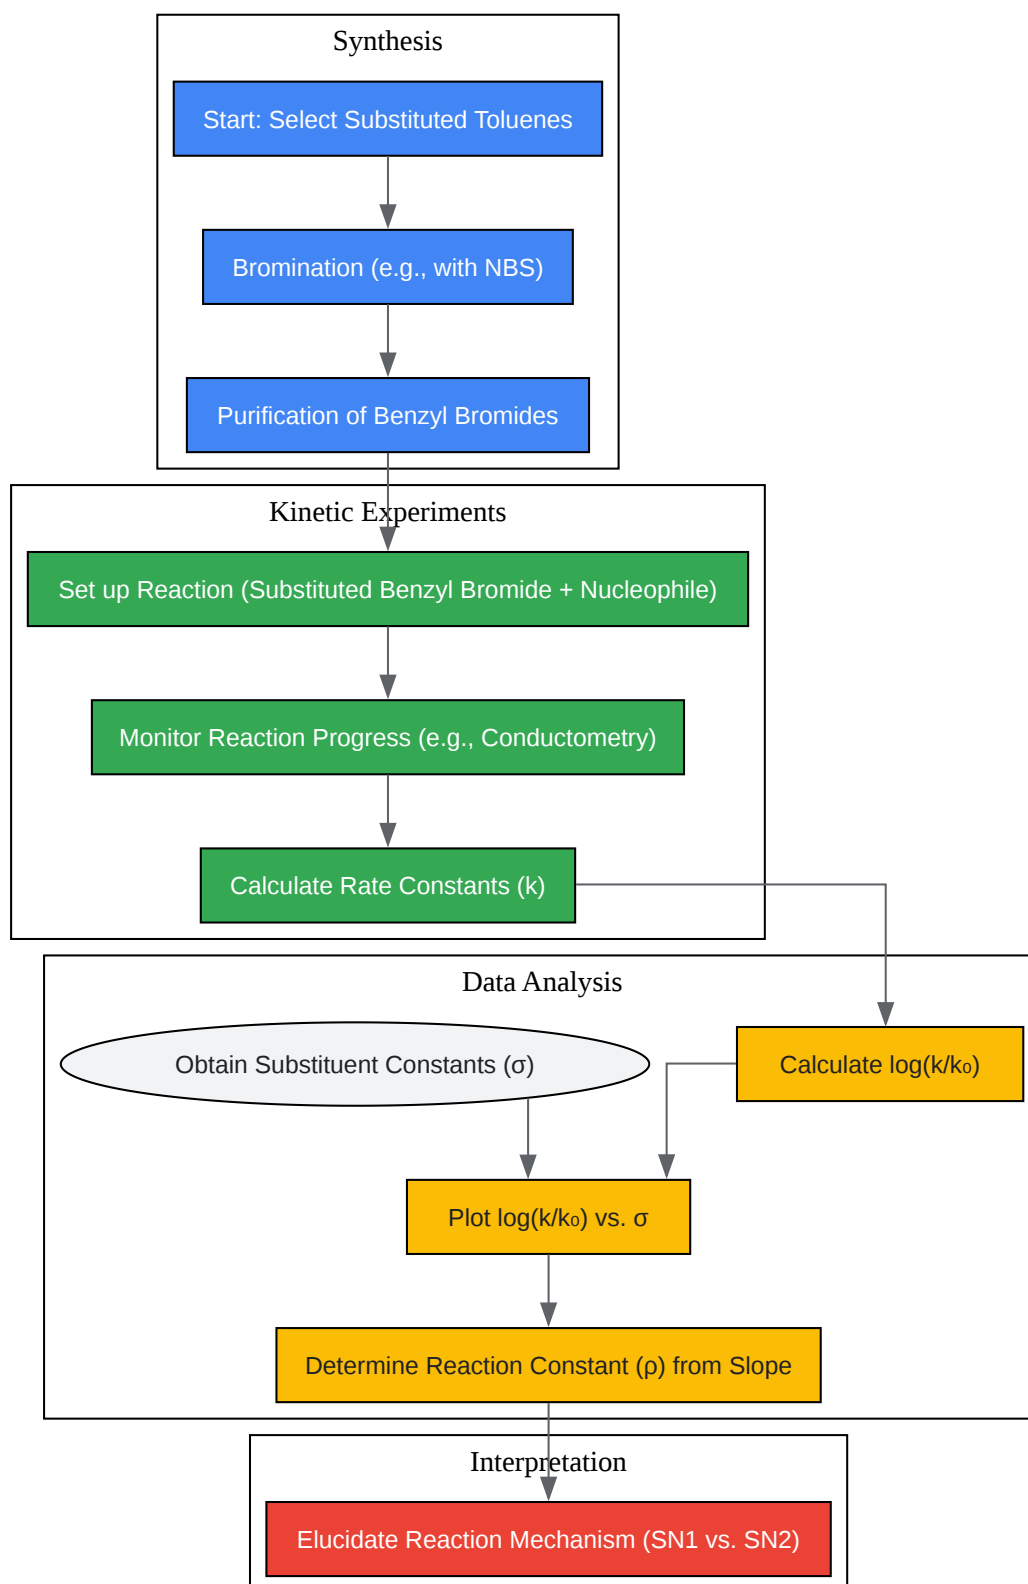 Synthesis
Start: Select Substituted Toluenes
Bromination (e.g., with NBS)
Purification of Benzyl Bromides
Kinetic Experiments
Set up Reaction (Substituted Benzyl Bromide + Nucleophile)
Monitor Reaction Progress (e.g., Conductometry)
Calculate Rate Constants (k)
Data Analysis
Obtain Substituent Constants (σ)
Calculate log(k/k₀)
Plot log(k/k₀) vs. σ
Determine Reaction Constant (ρ) from Slope
Interpretation
Elucidate Reaction Mechanism (SN1 vs. SN2)